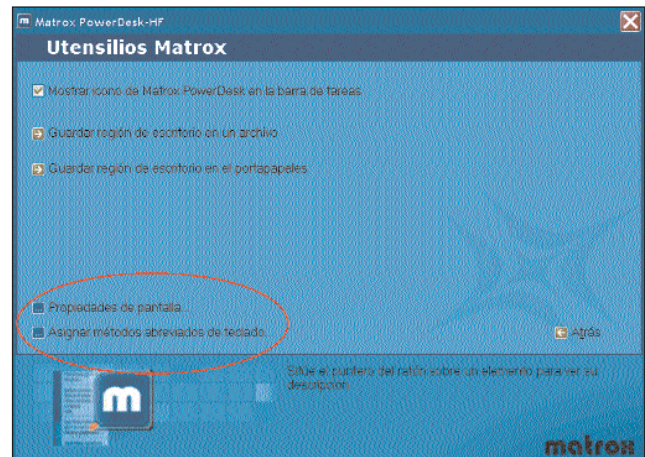 Matrox PowerDesk-HF
Utensilios Matrox
Mostrar icono de Matrox PowerDesk en la barra de tareas
Guardar región de escritorio en un archivo
Guardar región de escritorio en el portapapeles
Propiedades de pantalla...
Asignar métodos abreviados de teclado...
Atrás
Sitúe el puntero del ratón sobre un elemento para ver su
descripción.
m
matrox